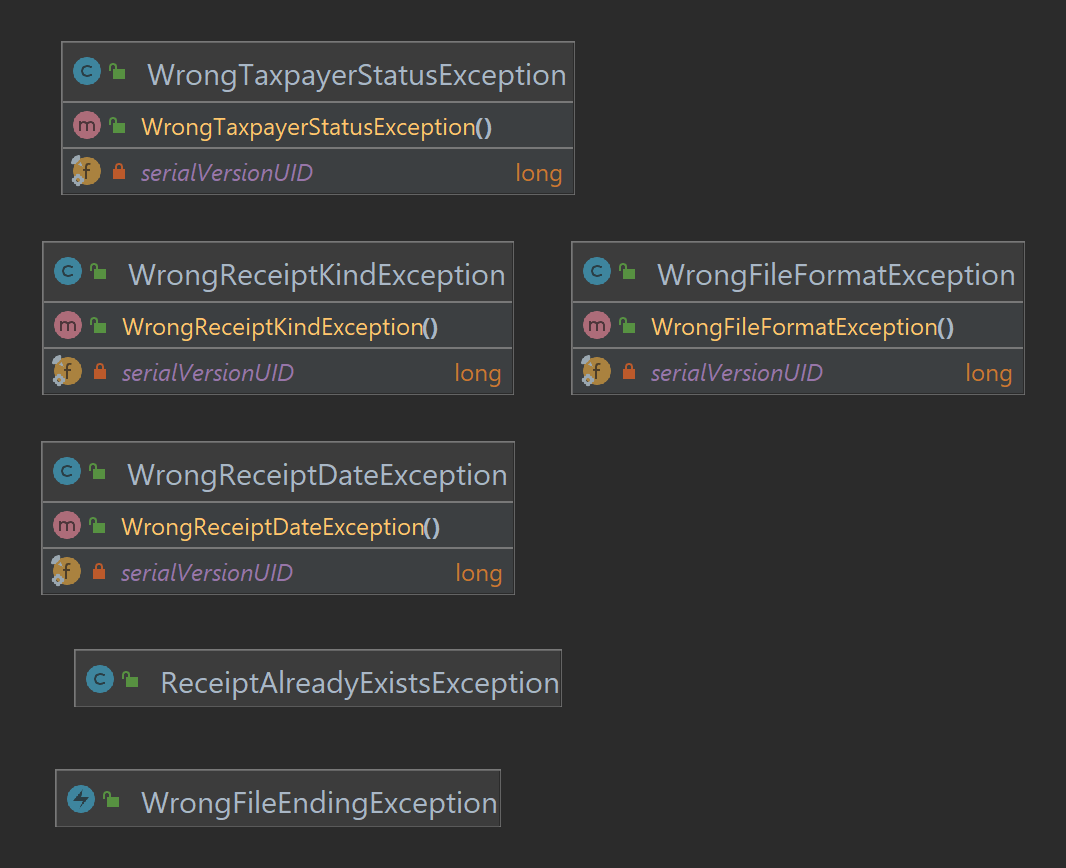 WrongTaxpayerStatusException
WrongTaxpayerStatusException()
serialVersionUID long
WrongReceiptKindException
WrongReceiptKindException()
serialVersionUID long
WrongFileFormatException
WrongFileFormatException()
serialVersionUID long
WrongReceiptDateException
WrongReceiptDateException()
serialVersionUID long
ReceiptAlreadyExistsException
WrongFileEndingException